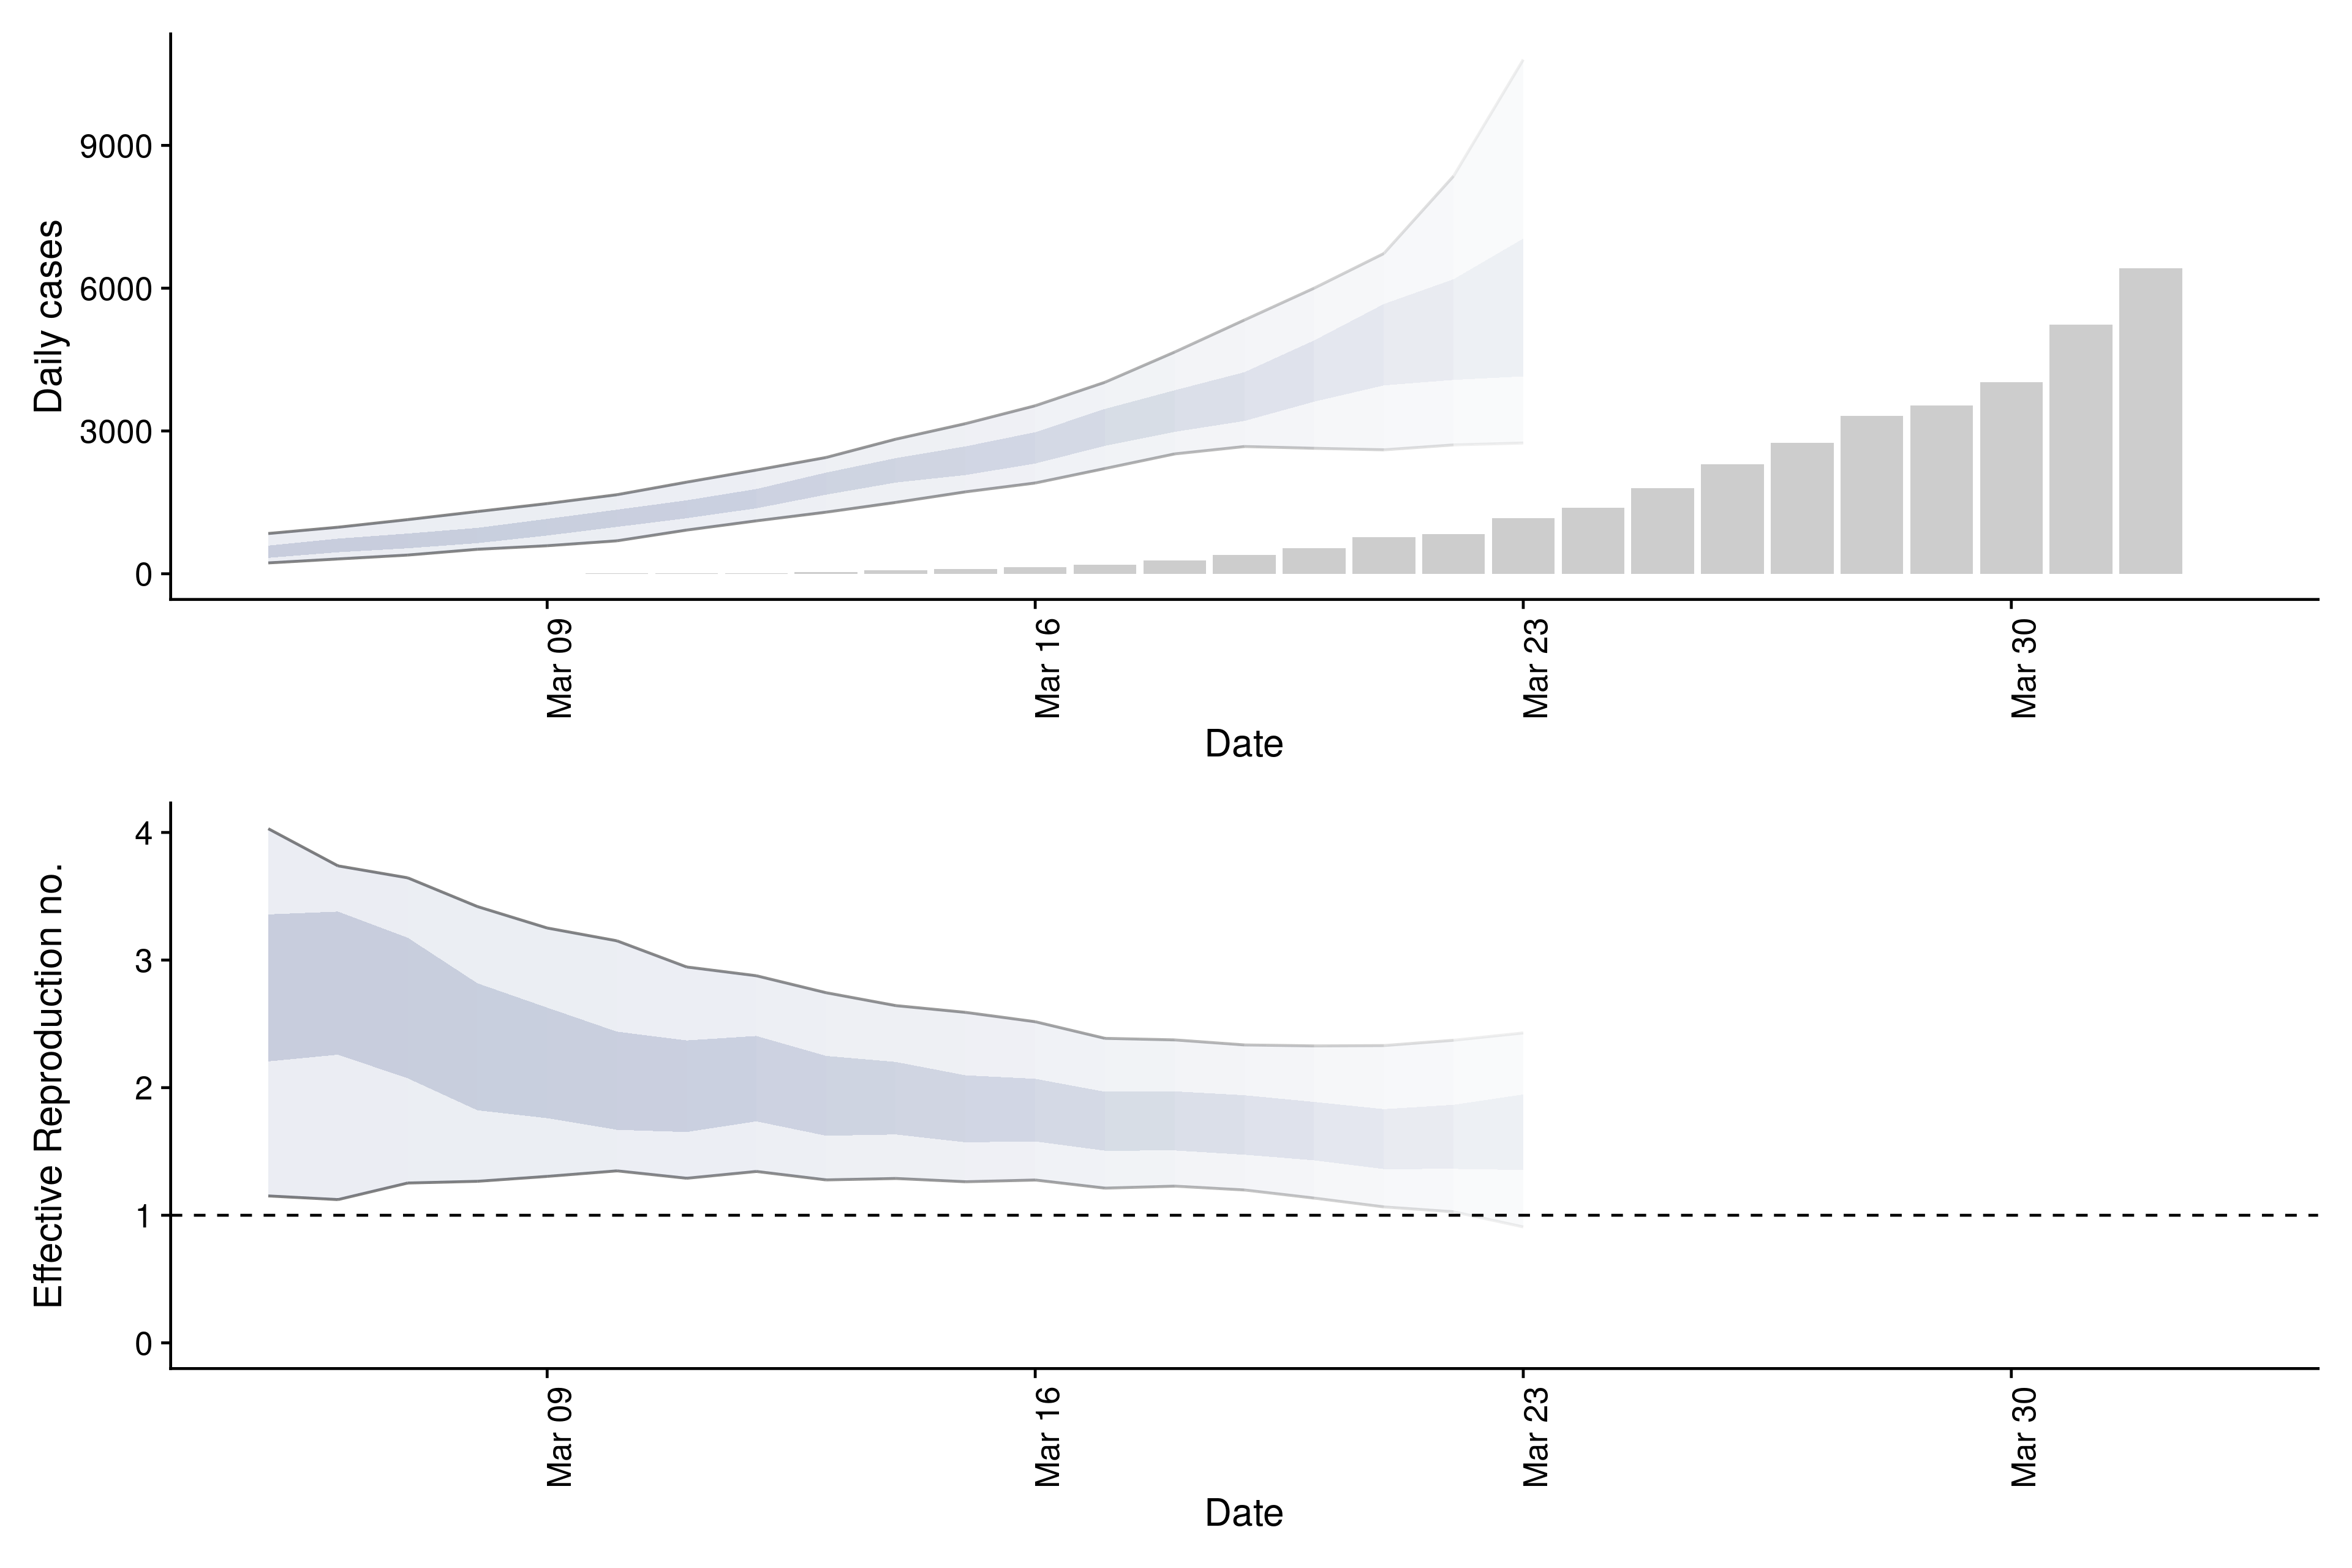 Daily cases
9000
6000
3000
0
Mar 09
Mar 16
Mar 23
Mar 30
Date
Effective Reproduction no.
4
3
2
1
0
Mar 09
Mar 16
Mar 23
Mar 30
Date